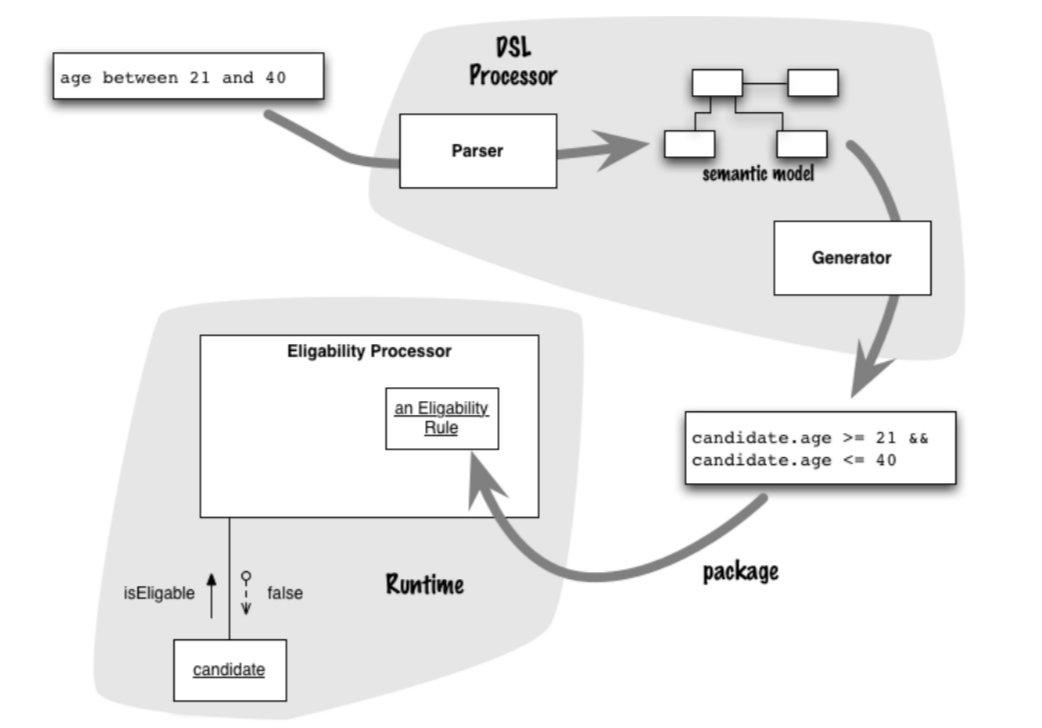 age between 21 and 40
DSL
Processor
Parser
semantic model
Generator
candidate.age >= 21 &&
candidate.age <= 40
package
Eligability Processor
an Eligability
Rule
Runtime
isEligable
false
candidate